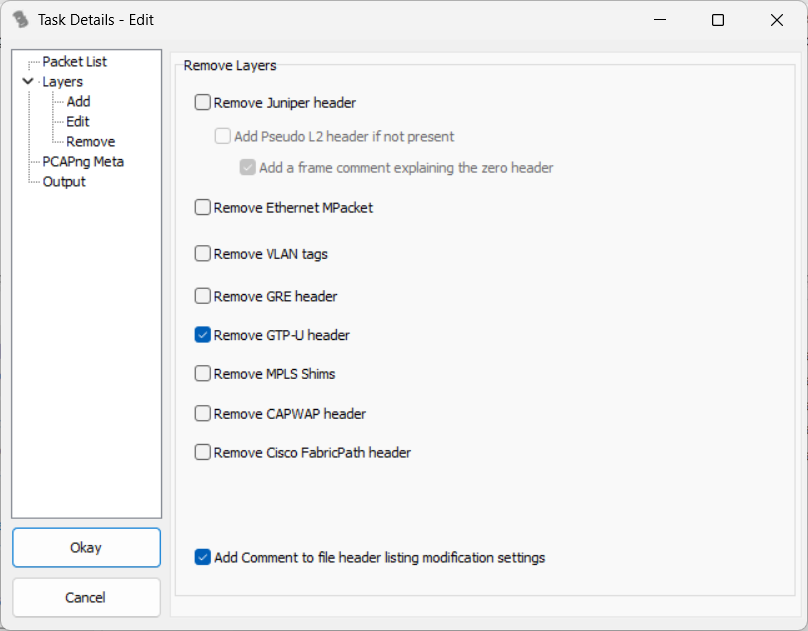 Task Details - Edit
Packet List
Layers
Add
Edit
Remove
PCAPng Meta
Output
Okay
Cancel
Remove Layers
Remove Juniper header
Add Pseudo L2 header if not present
Add a frame comment explaining the zero header
Remove Ethernet MPacket
Remove VLAN tags
Remove GRE header
Remove GTP-U header
Remove MPLS Shims
Remove CAPWAP header
Remove Cisco FabricPath header
Add Comment to file header listing modification settings